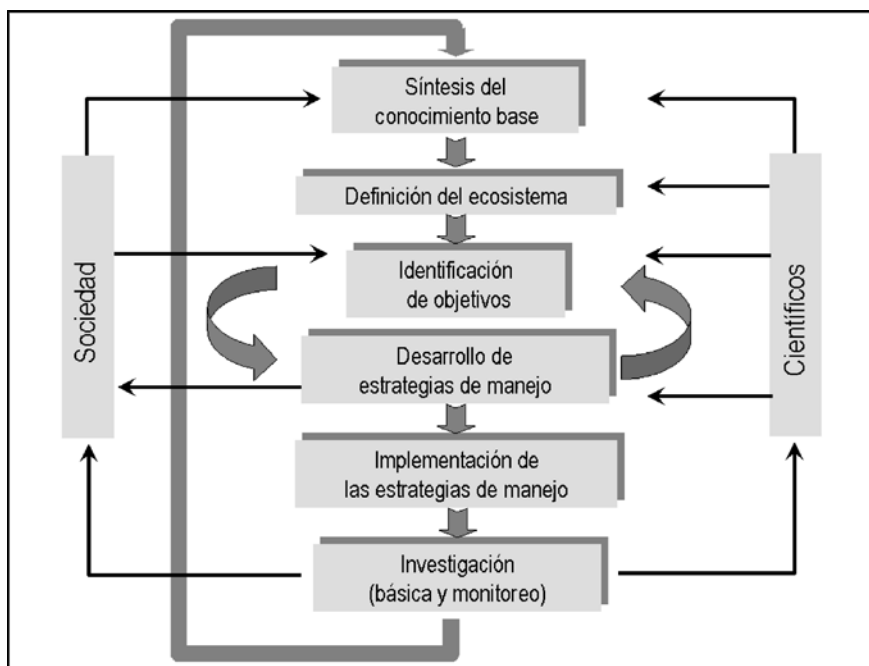 Síntesis del
conocimiento base
Definición del ecosistema
Identificación
de objetivos
Desarrollo de
estrategias de manejo
Implementación de
las estrategias de manejo
Investigación
(básica y monitoreo)
Sociedad
Científicos